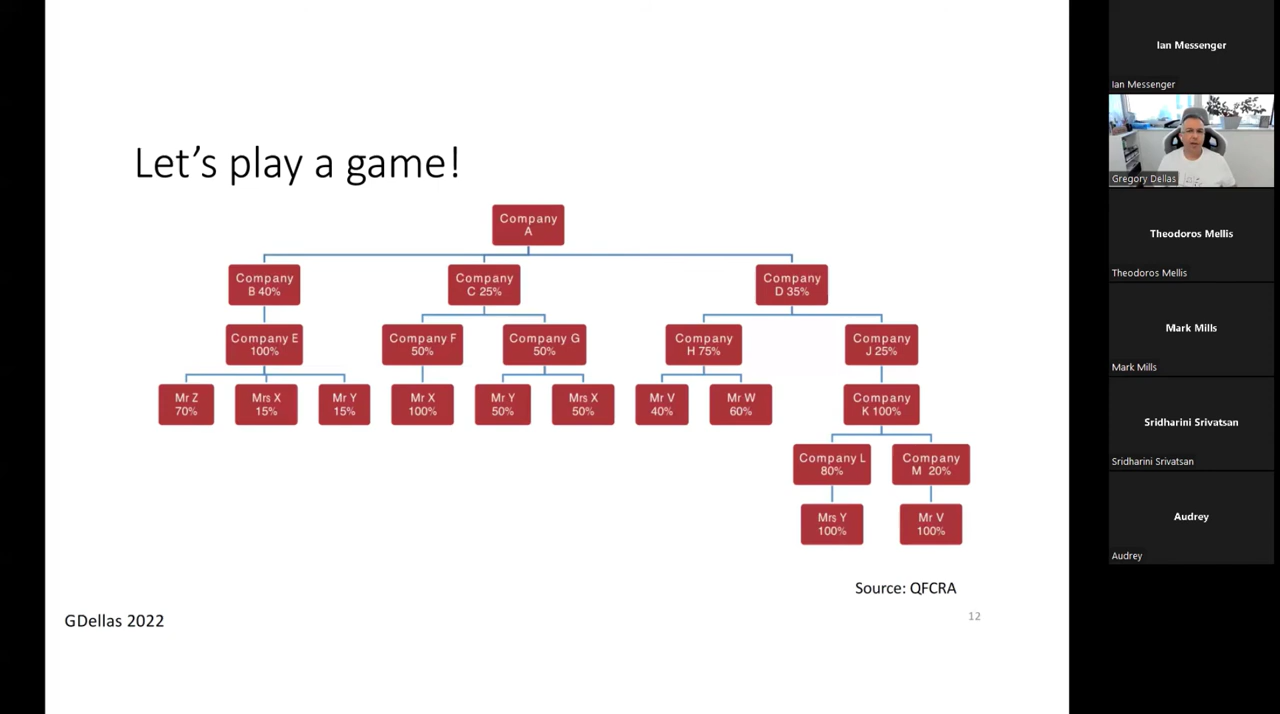 Let's play a game!
Company
A
Company
B 40%
Company
C 25%
Company
D 35%
Company E
100%
Company F
50%
Company G
50%
Company
H 75%
Company
J 25%
Mr Z
70%
Mrs X
15%
Mr Y
15%
Mr X
100%
Mr Y
50%
Mrs X
50%
Mr V
40%
Mr W
60%
Company
K 100%
Company L
80%
Company
M 20%
Mrs Y
100%
Mr V
100%
Source: QFCRA
GDellas 2022
12
Ian Messenger
Ian Messenger
Gregory Dellas
Theodoros Mellis
Theodoros Mellis
Mark Mills
Mark Mills
Sridharini Srivatsan
Sridharini Srivatsan
Audrey
Audrey